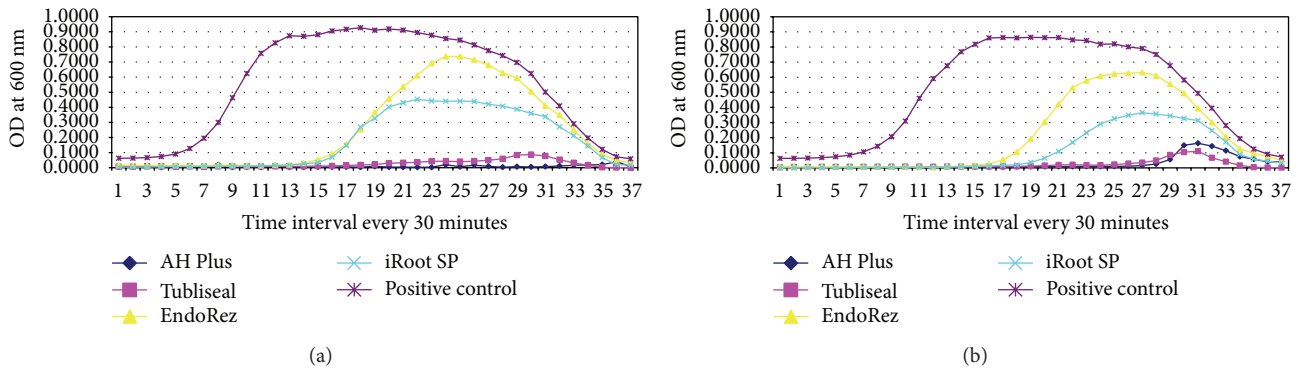 OD at 600 nm
1.0000
0.9000
0.8000
0.7000
0.6000
0.5000
0.4000
0.3000
0.2000
0.1000
0.0000
1 3 5 7 9 11 13 15 17 19 21 23 25 27 29 31 33 35 37
Time interval every 30 minutes
AH Plus
Tubliseal
EndoRez
iRoot SP
Positive control
(a)
OD at 600 nm
1.0000
0.9000
0.8000
0.7000
0.6000
0.5000
0.4000
0.3000
0.2000
0.1000
0.0000
1 3 5 7 9 11 13 15 17 19 21 23 25 27 29 31 33 35 37
Time interval every 30 minutes
AH Plus
Tubliseal
EndoRez
iRoot SP
Positive control
(b)